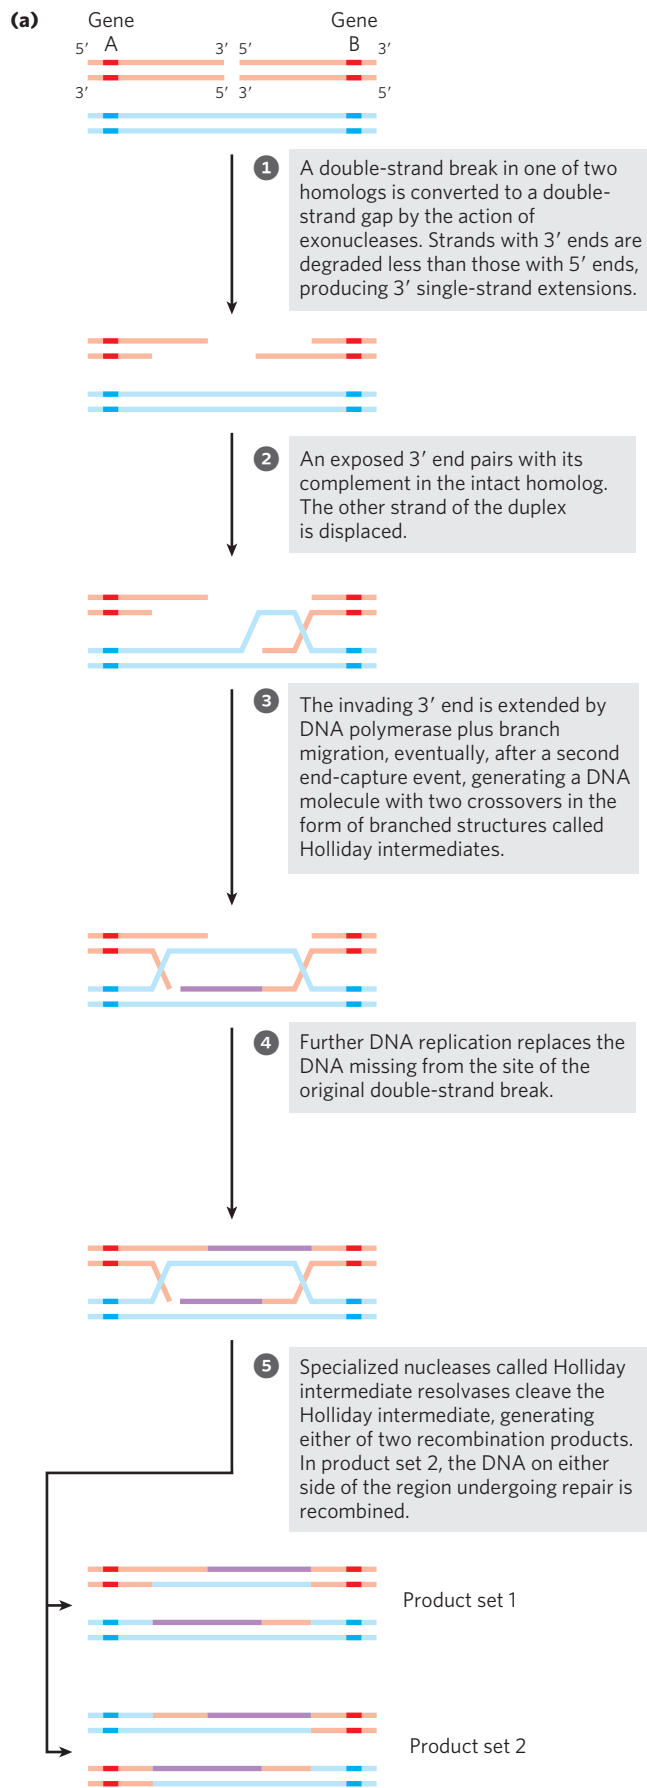 (a)
Gene Gene
5′ A 3′ 5′ B 3′
3′ 5′ 3′ 5′
1 A double-strand break in one of two
homologs is converted to a double-
strand gap by the action of
exonucleases. Strands with 3′ ends are
degraded less than those with 5′ ends,
producing 3′ single-strand extensions.
2 An exposed 3′ end pairs with its
complement in the intact homolog.
The other strand of the duplex
is displaced.
3 The invading 3′ end is extended by
DNA polymerase plus branch
migration, eventually, after a second
end-capture event, generating a DNA
molecule with two crossovers in the
form of branched structures called
Holliday intermediates.
4 Further DNA replication replaces the
DNA missing from the site of the
original double-strand break.
5 Specialized nucleases called Holliday
intermediate resolvases cleave the
Holliday intermediate, generating
either of two recombination products.
In product set 2, the DNA on either
side of the region undergoing repair is
recombined.
Product set 1
Product set 2